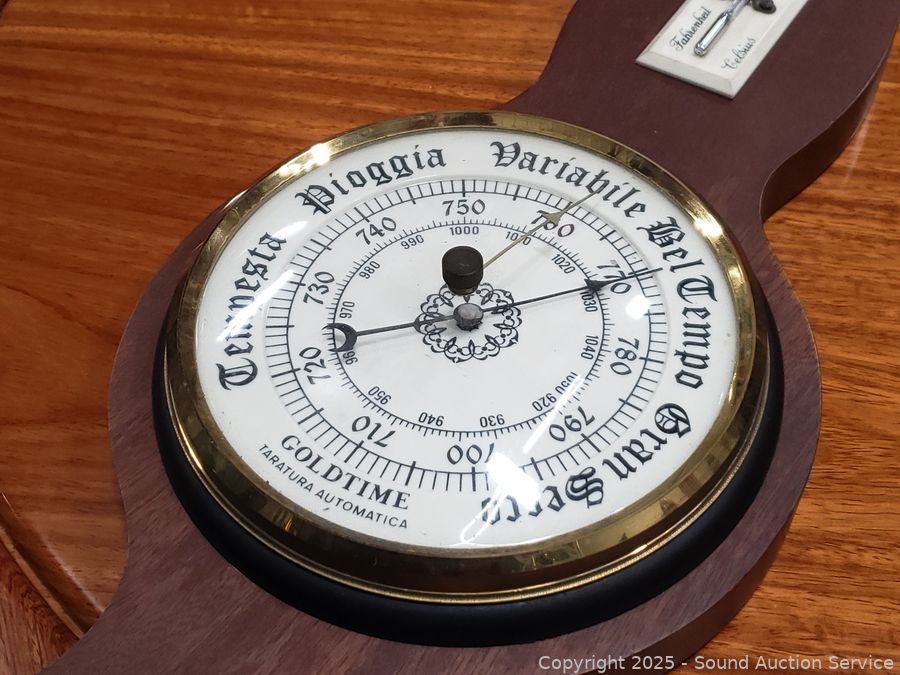 Fahrenheit
Celsius
Tempesta Pioggia Variabile Bel Tempo Gran Secco
700 710 720 730 740 750 760 770 780 790
930 940 950 960 970 980 990 1000 1010 1020 1030 1040 1050 920
GOLDTIME
TARATURA AUTOMATICA
Copyright © 2025 - Sound Auction Service